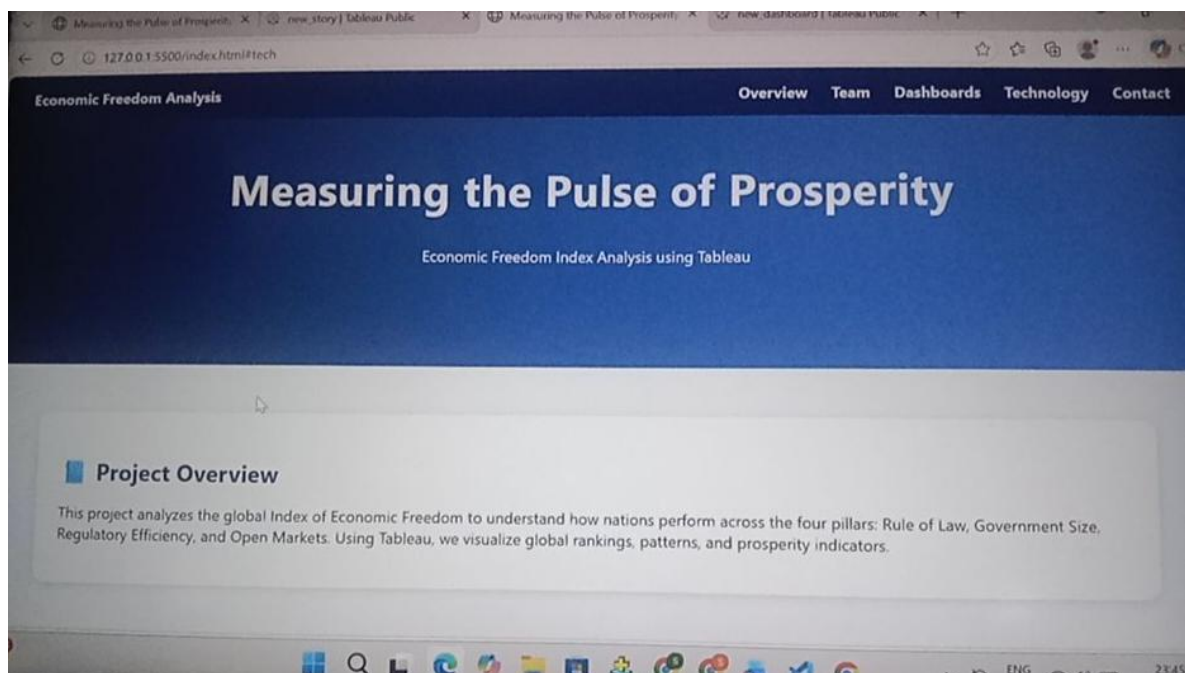 Measuring the Pulse of Prosperity
new_story | Tableau Public
Measuring the Pulse of Prosperity
new_dashboard | Tableau Public
127.0.0.1:5500/index.html#tech
Economic Freedom Analysis
Overview Team Dashboards Technology Contact
Measuring the Pulse of Prosperity
Economic Freedom Index Analysis using Tableau
Project Overview
This project analyzes the global Index of Economic Freedom to understand how nations perform across the four pillars: Rule of Law, Government Size,
Regulatory Efficiency, and Open Markets. Using Tableau, we visualize global rankings, patterns, and prosperity indicators.
ENG
23:45